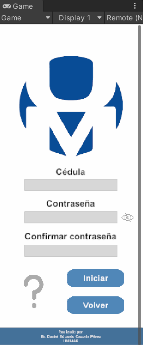 Game
Game Display 1 Remote (N
Cédula
Contraseña
Confirmar contraseña
?
Iniciar
Volver